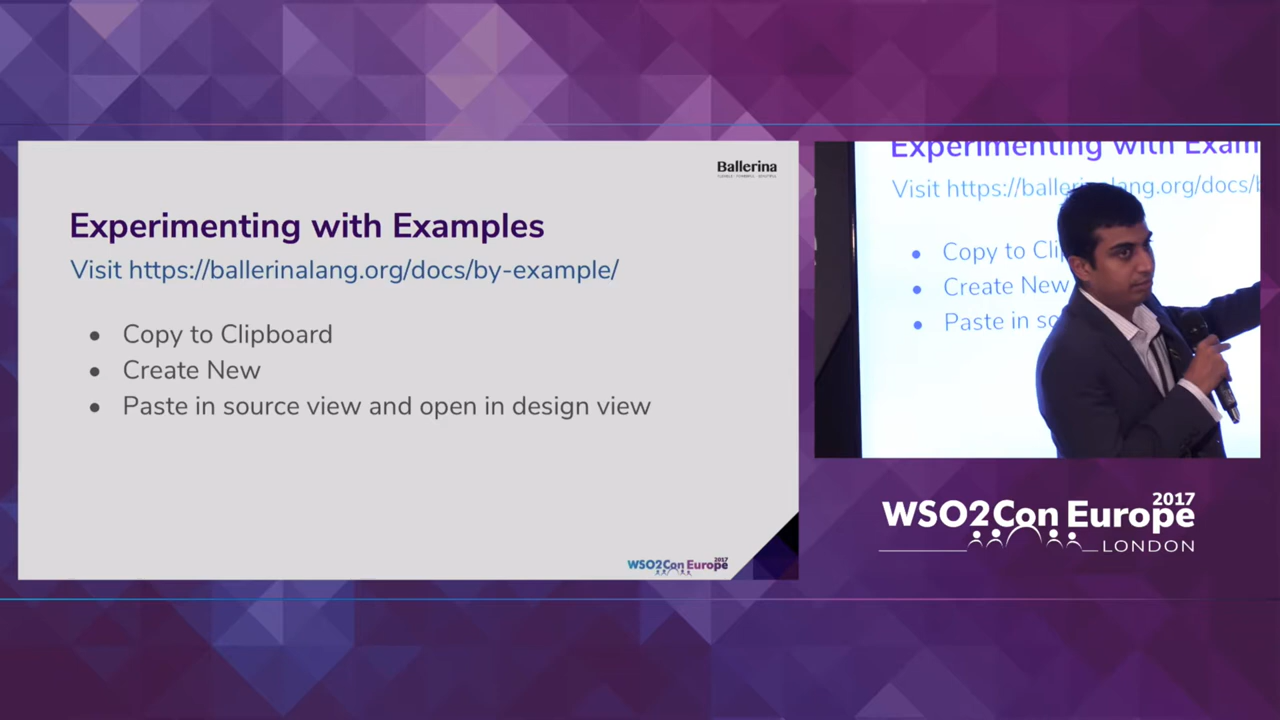 Ballerina
Experimenting with Examples
Visit https://ballerinalang.org/docs/by-example/
• Copy to Clipboard
• Create New
• Paste in source view and open in design view
WSO2Con Europe 2017
Experimenting with Exam
Visit https://ballerinalang.org/docs/b
• Copy to Cli
• Create New
• Paste in so
WSO2Con Europe 2017
LONDON